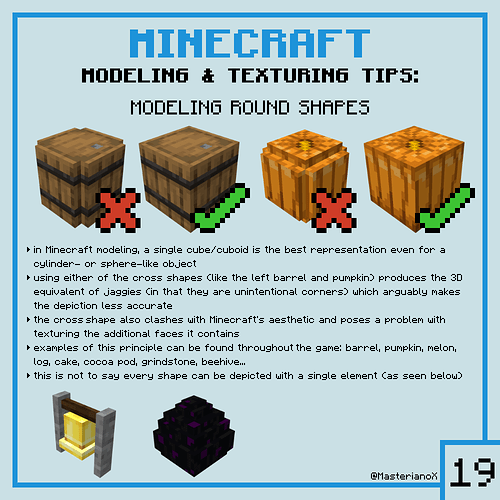 MINECRAFT
MODELING & TEXTURING TIPS:
MODELING ROUND SHAPES
in Minecraft modeling, a single cube/cuboid is the best representation even for a
cylinder- or sphere-like object
using either of the cross shapes (like the left barrel and pumpkin) produces the 3D
equivalent of jaggies (in that they are unintentional corners) which arguably makes
the depiction less accurate
the cross shape also clashes with Minecraft's aesthetic and poses a problem with
texturing the additional faces it contains
examples of this principle can be found throughout the game: barrel, pumpkin, melon,
log, cake, cocoa pod, grindstone, beehive...
this is not to say every shape can be depicted with a single element (as seen below)
@MasterianoX
19